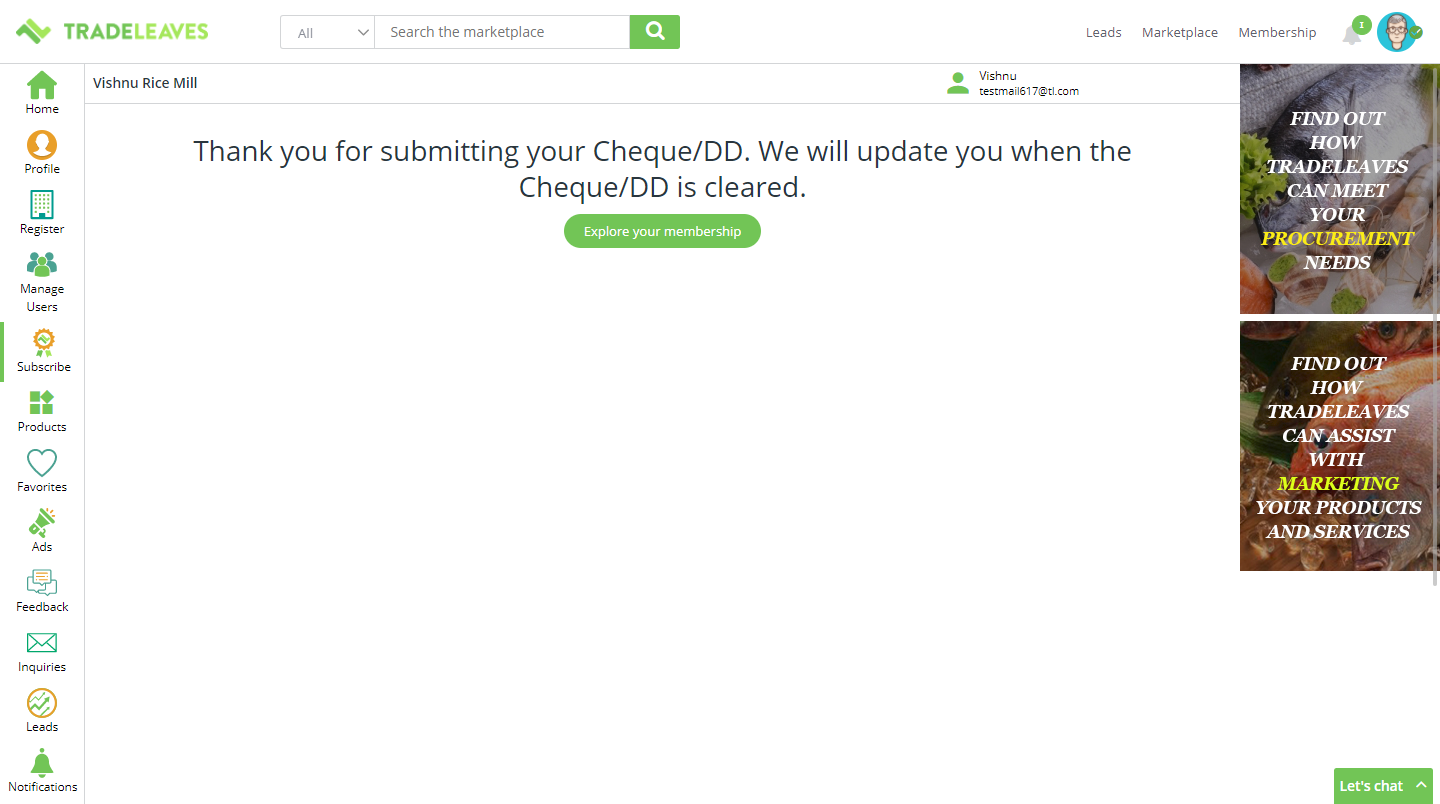 TRADELEAVES
All
Search the marketplace
Leads
Marketplace
Membership
1
Vishnu Rice Mill
Vishnu
testmail617@tl.com
Home
Profile
Register
Manage
Users
Subscribe
Products
Favorites
Ads
Feedback
Inquiries
Leads
Notifications
Thank you for submitting your Cheque/DD. We will update you when the
Cheque/DD is cleared.
Explore your membership
FIND OUT
HOW
TRADELEAVES
CAN MEET
YOUR
PROCUREMENT
NEEDS
FIND OUT
HOW
TRADELEAVES
CAN ASSIST
WITH
MARKETING
YOUR PRODUCTS
AND SERVICES
Let's chat